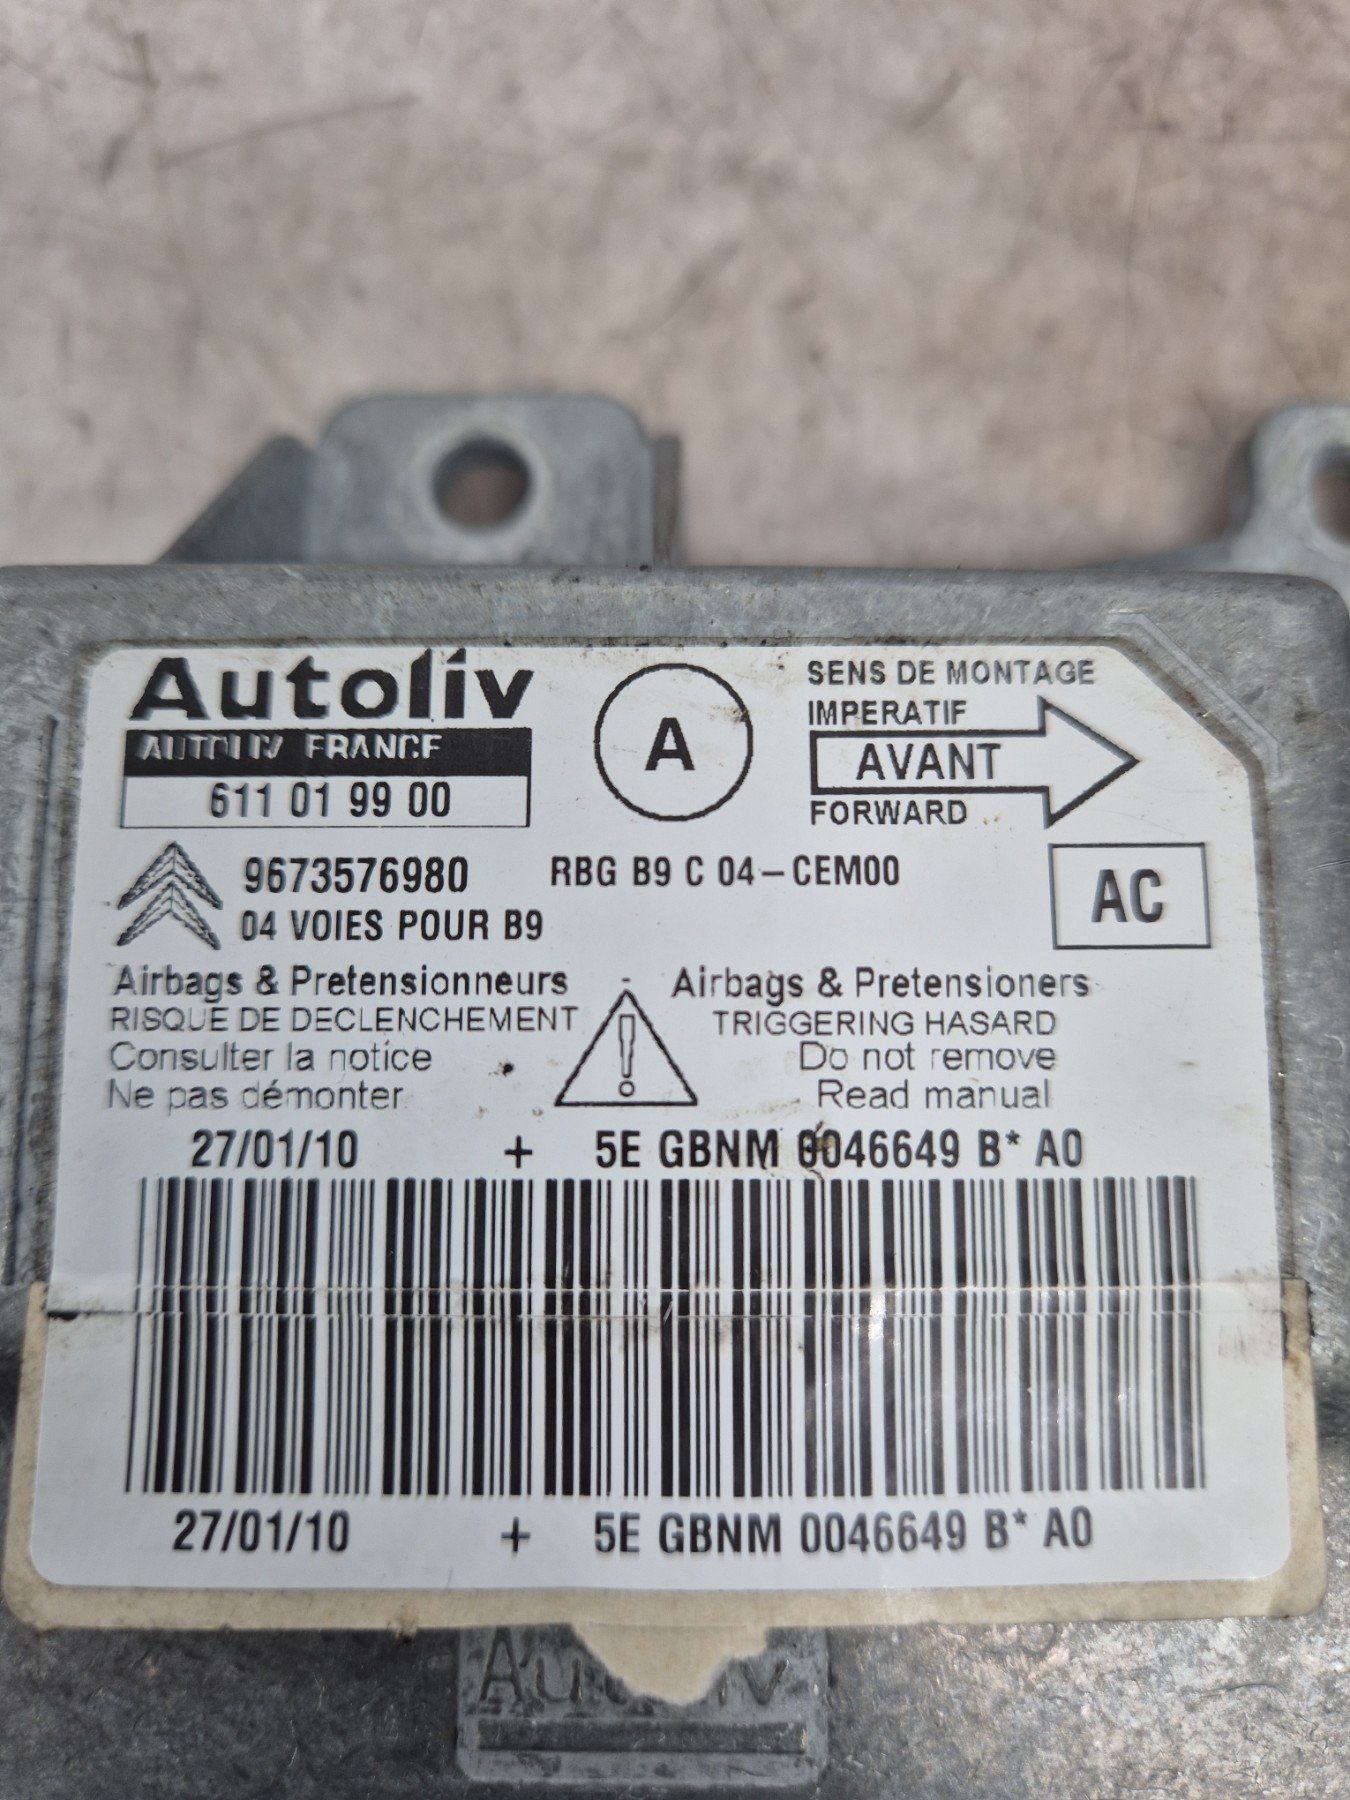 Autoliv
AUTOLIV FRANCE
611 01 99 00
A
SENS DE MONTAGE
IMPERATIF
AVANT
FORWARD
9673576980
RBG B9 C 04-CEM00
04 VOIES POUR B9
AC
Airbags & Pretensionneurs - Airbags & Pretensioners
RISQUE DE DECLENCHEMENT
TRIGGERING HASARD
Consulter la notice
Do not remove
Ne pas démonter
Read manual
27/01/10 + 5E GBNM 0046649 B* A0
27/01/10 + 5E GBNM 0046649 B* A0
Autoliv